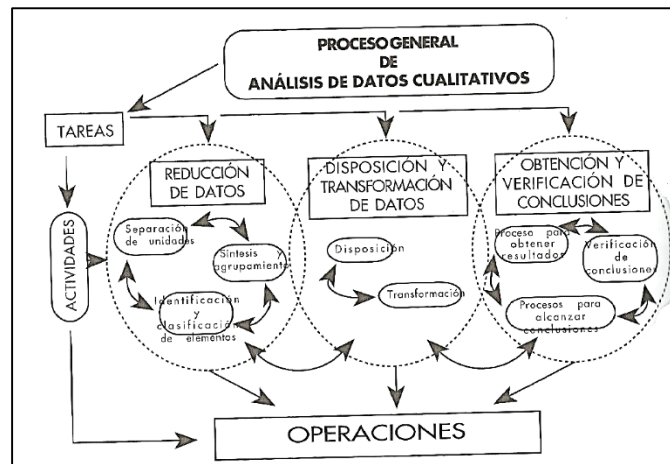 PROCESO GENERAL
DE
ANÁLISIS DE DATOS CUALITATIVOS
TAREAS
REDUCCIÓN
DE DATOS
DISPOSICIÓN Y
TRANSFORMACIÓN
DE DATOS
OBTENCIÓN Y
VERIFICACIÓN DE
CONCLUSIONES
ACTIVIDADES
Separación
de unidades
Síntesis y
agrupamiento
Identificación
y
clasificación
de elementos
Disposición
Transformación
Proceso para
obtener
resultados
Verificación
de
conclusiones
Procesos para
alcanzar
conclusiones
OPERACIONES